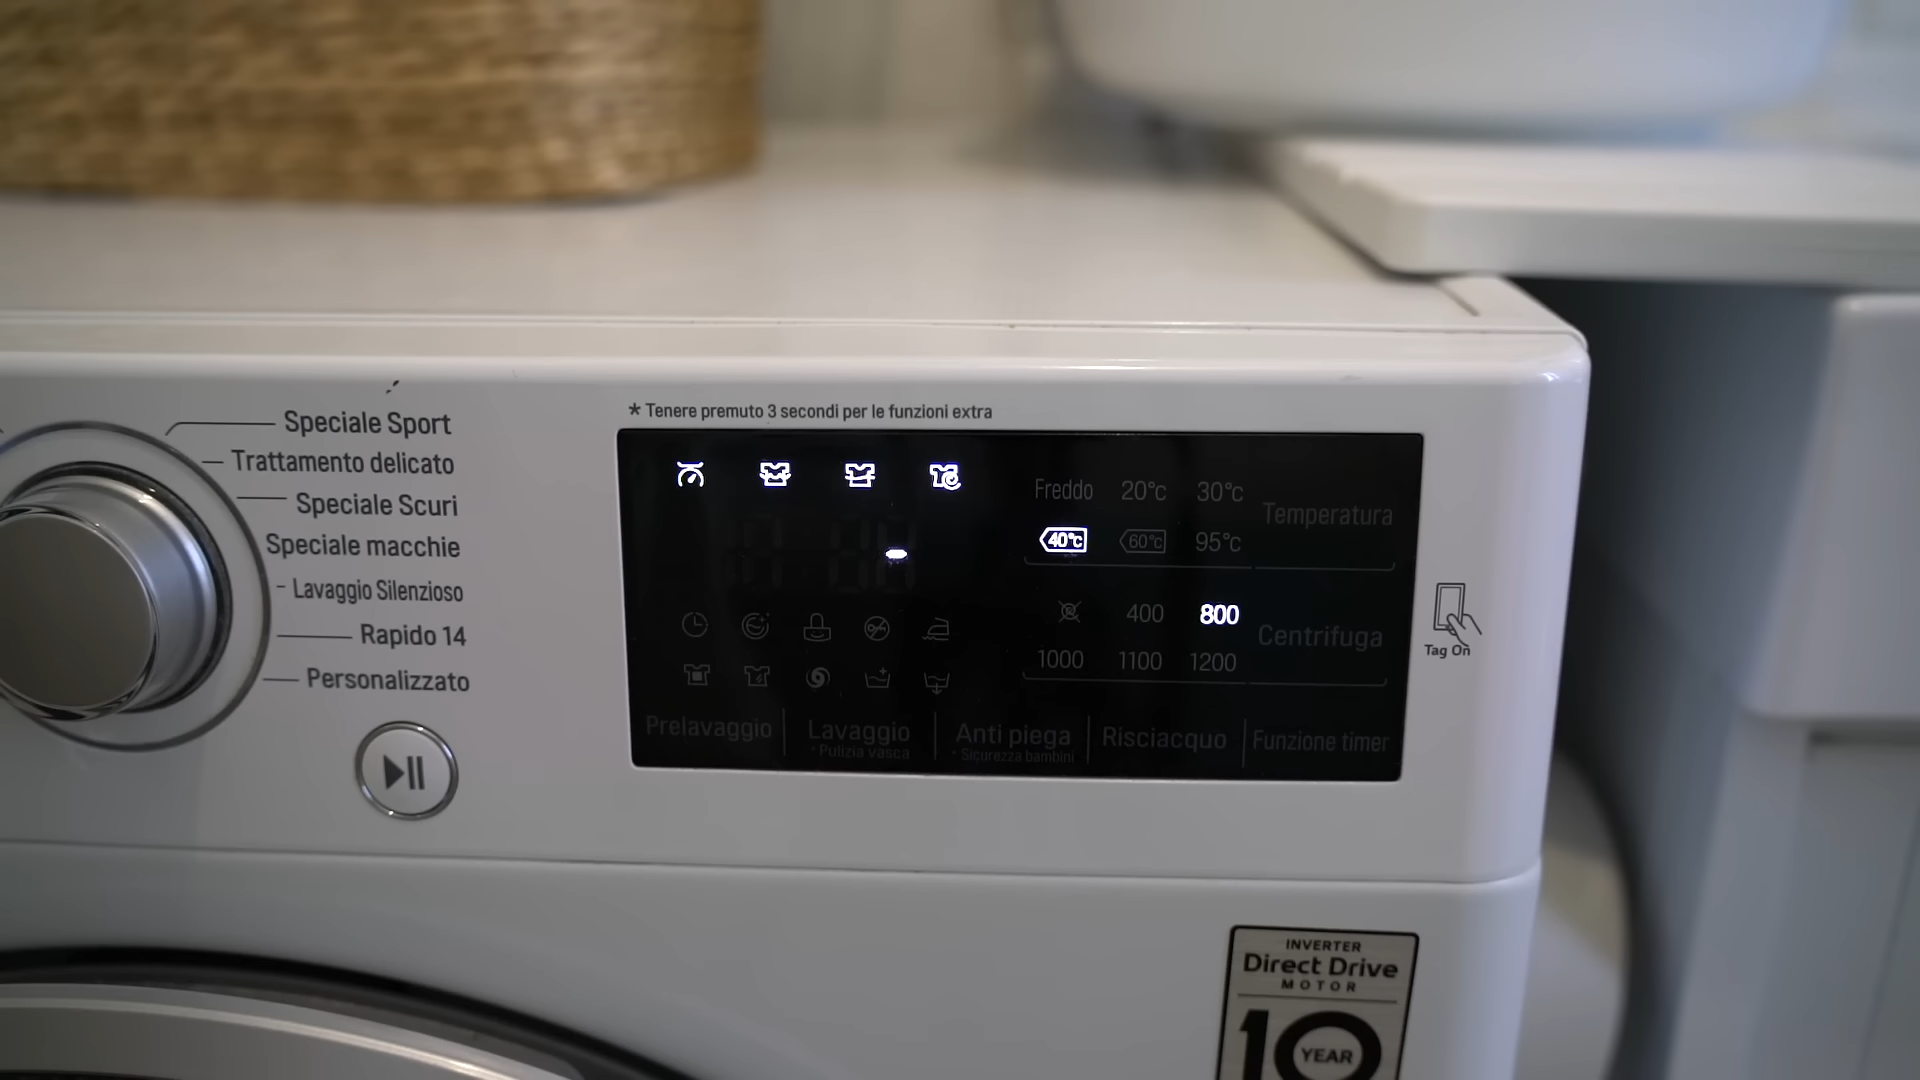 Speciale Sport
Trattamento delicato
Speciale Scuri
Speciale macchie
Lavaggio Silenzioso
Rapido 14
Personalizzato
* Tenere premuto 3 secondi per le funzioni extra
Freddo 20°c 30°c
Temperatura
40°c 60°c 95°c
400 800
Centrifuga
1000 1100 1200
Prelavaggio Lavaggio Anti piega Risciacquo Funzione timer
* Pulizia vasca * Sicurezza bambini
Tag On
INVERTER
Direct Drive
MOTOR
10 YEAR